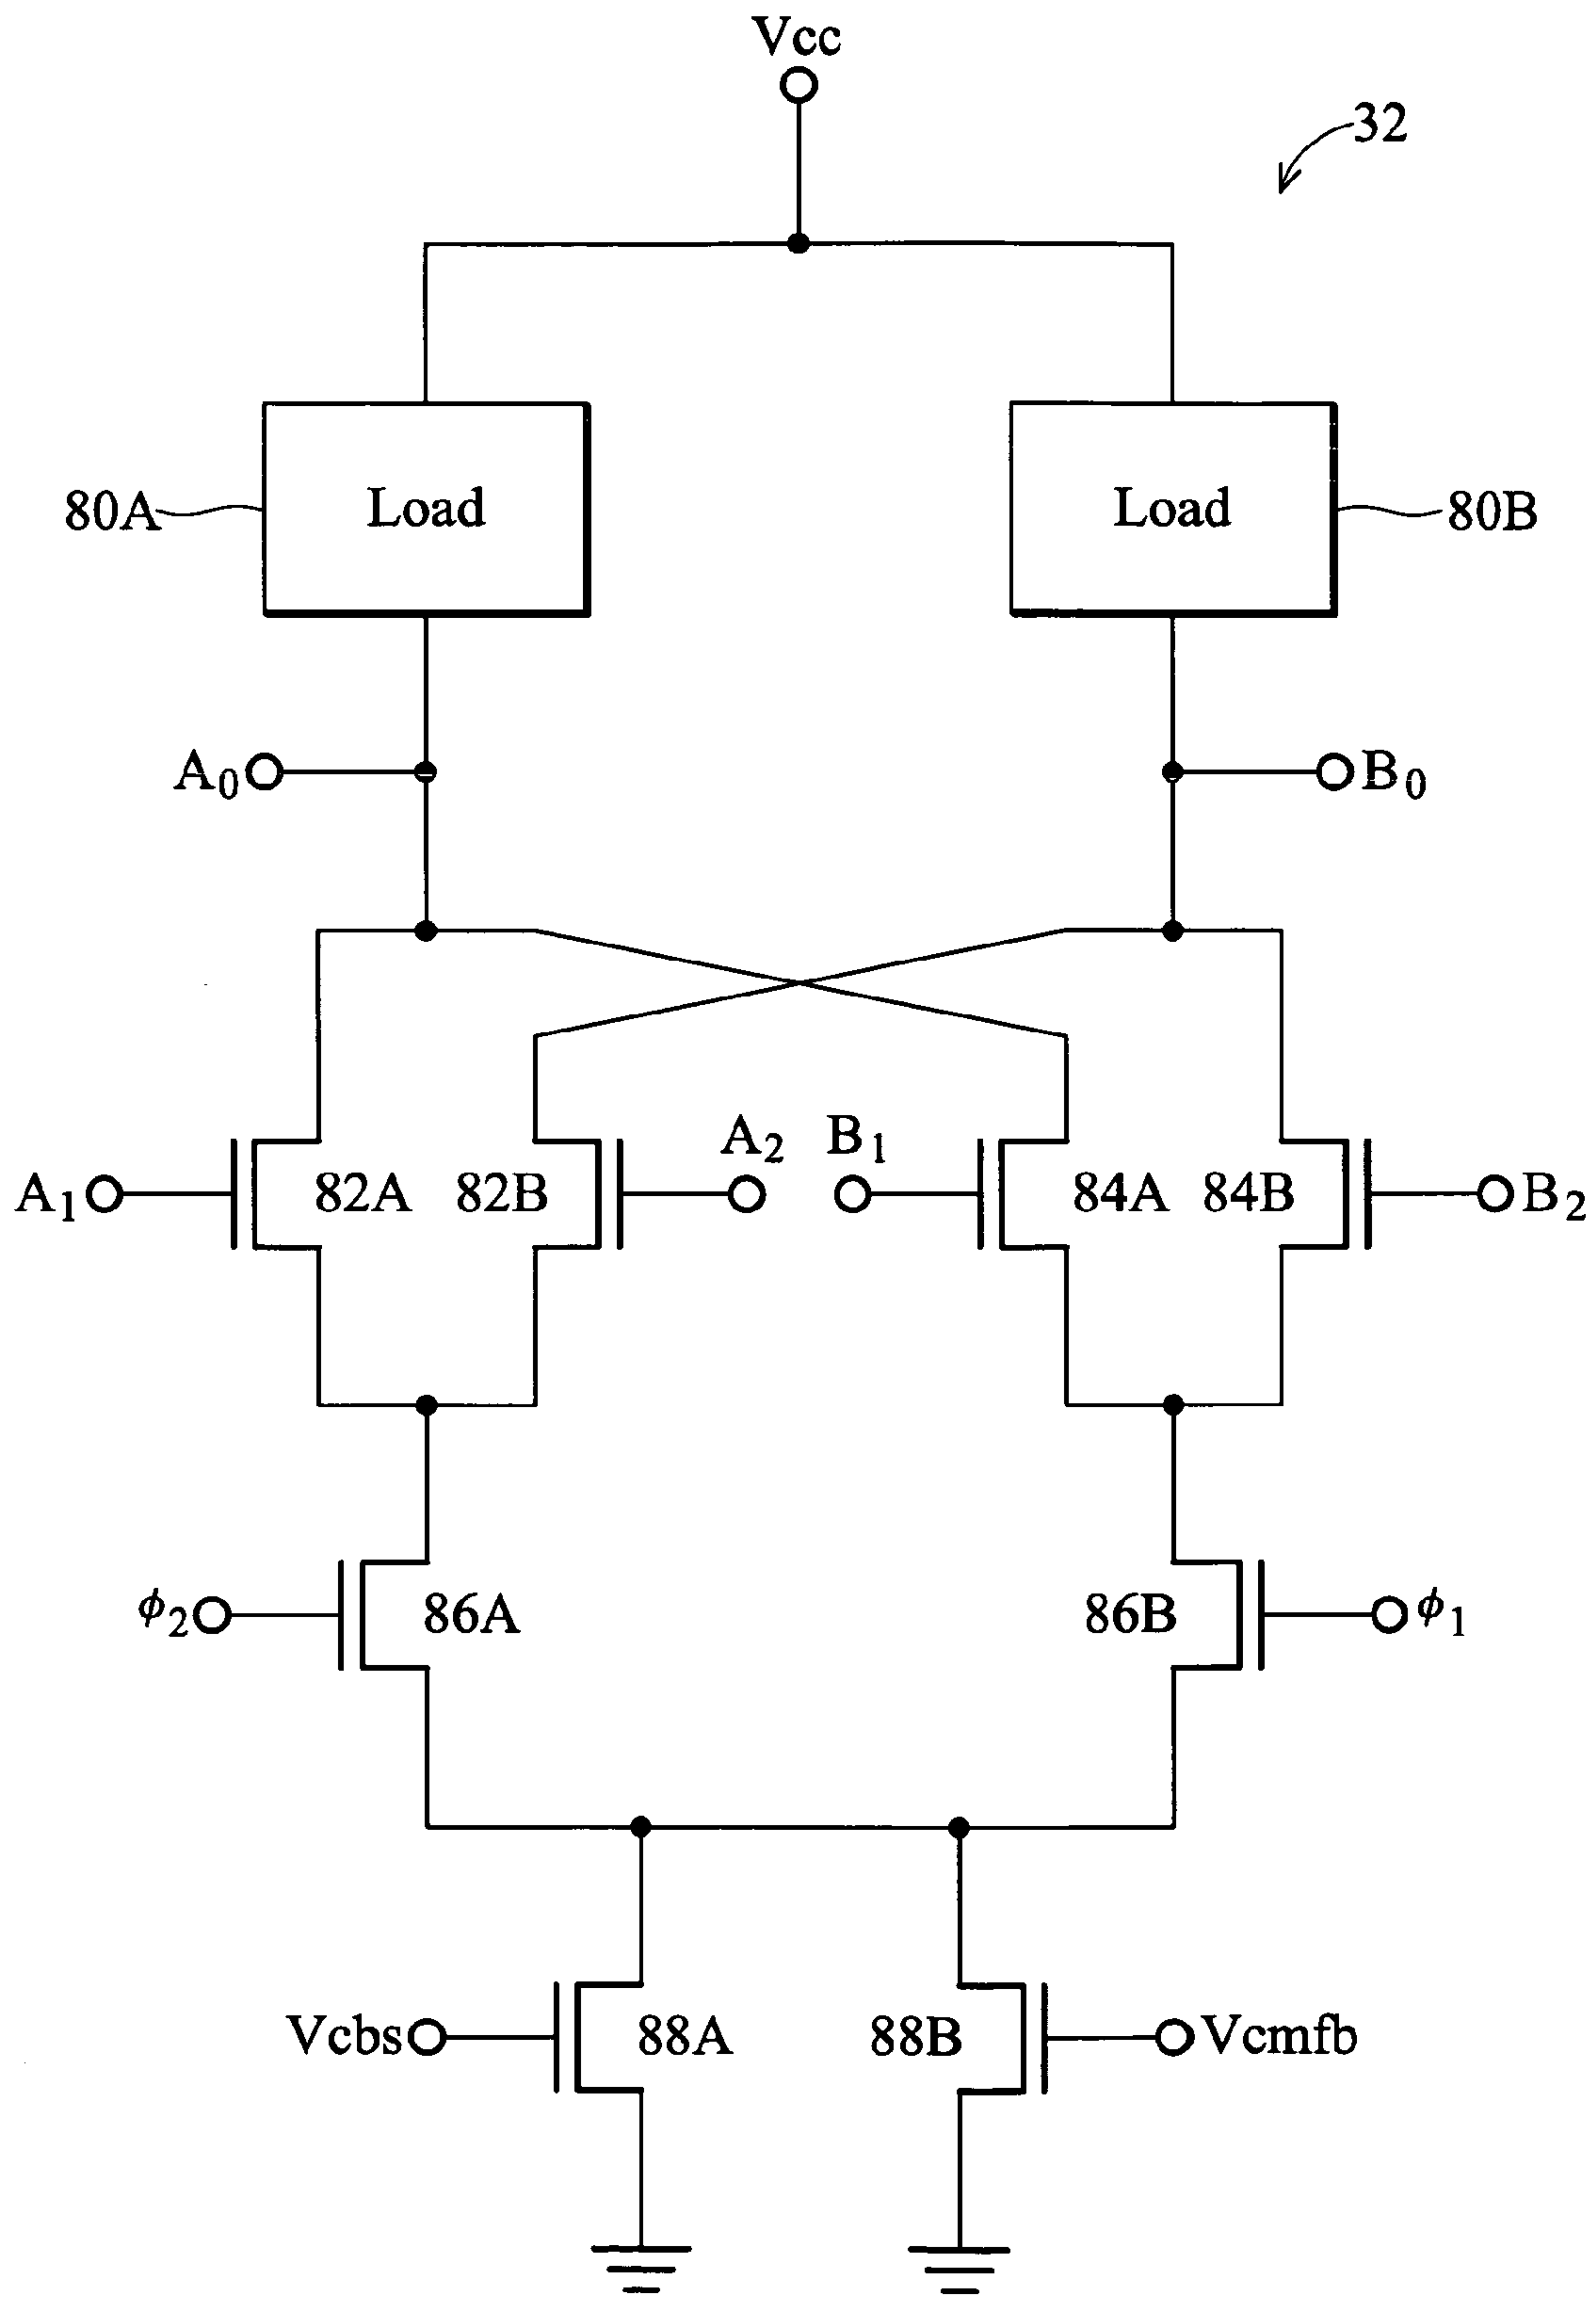 Vcc
32
80A
Load
Load
80B
A₀
B₀
A₂
B₁
A₁
82A
82B
84A
84B
B₂
ϕ₂
86A
86B
ϕ₁
Vcbs
88A
88B
Vcmfb